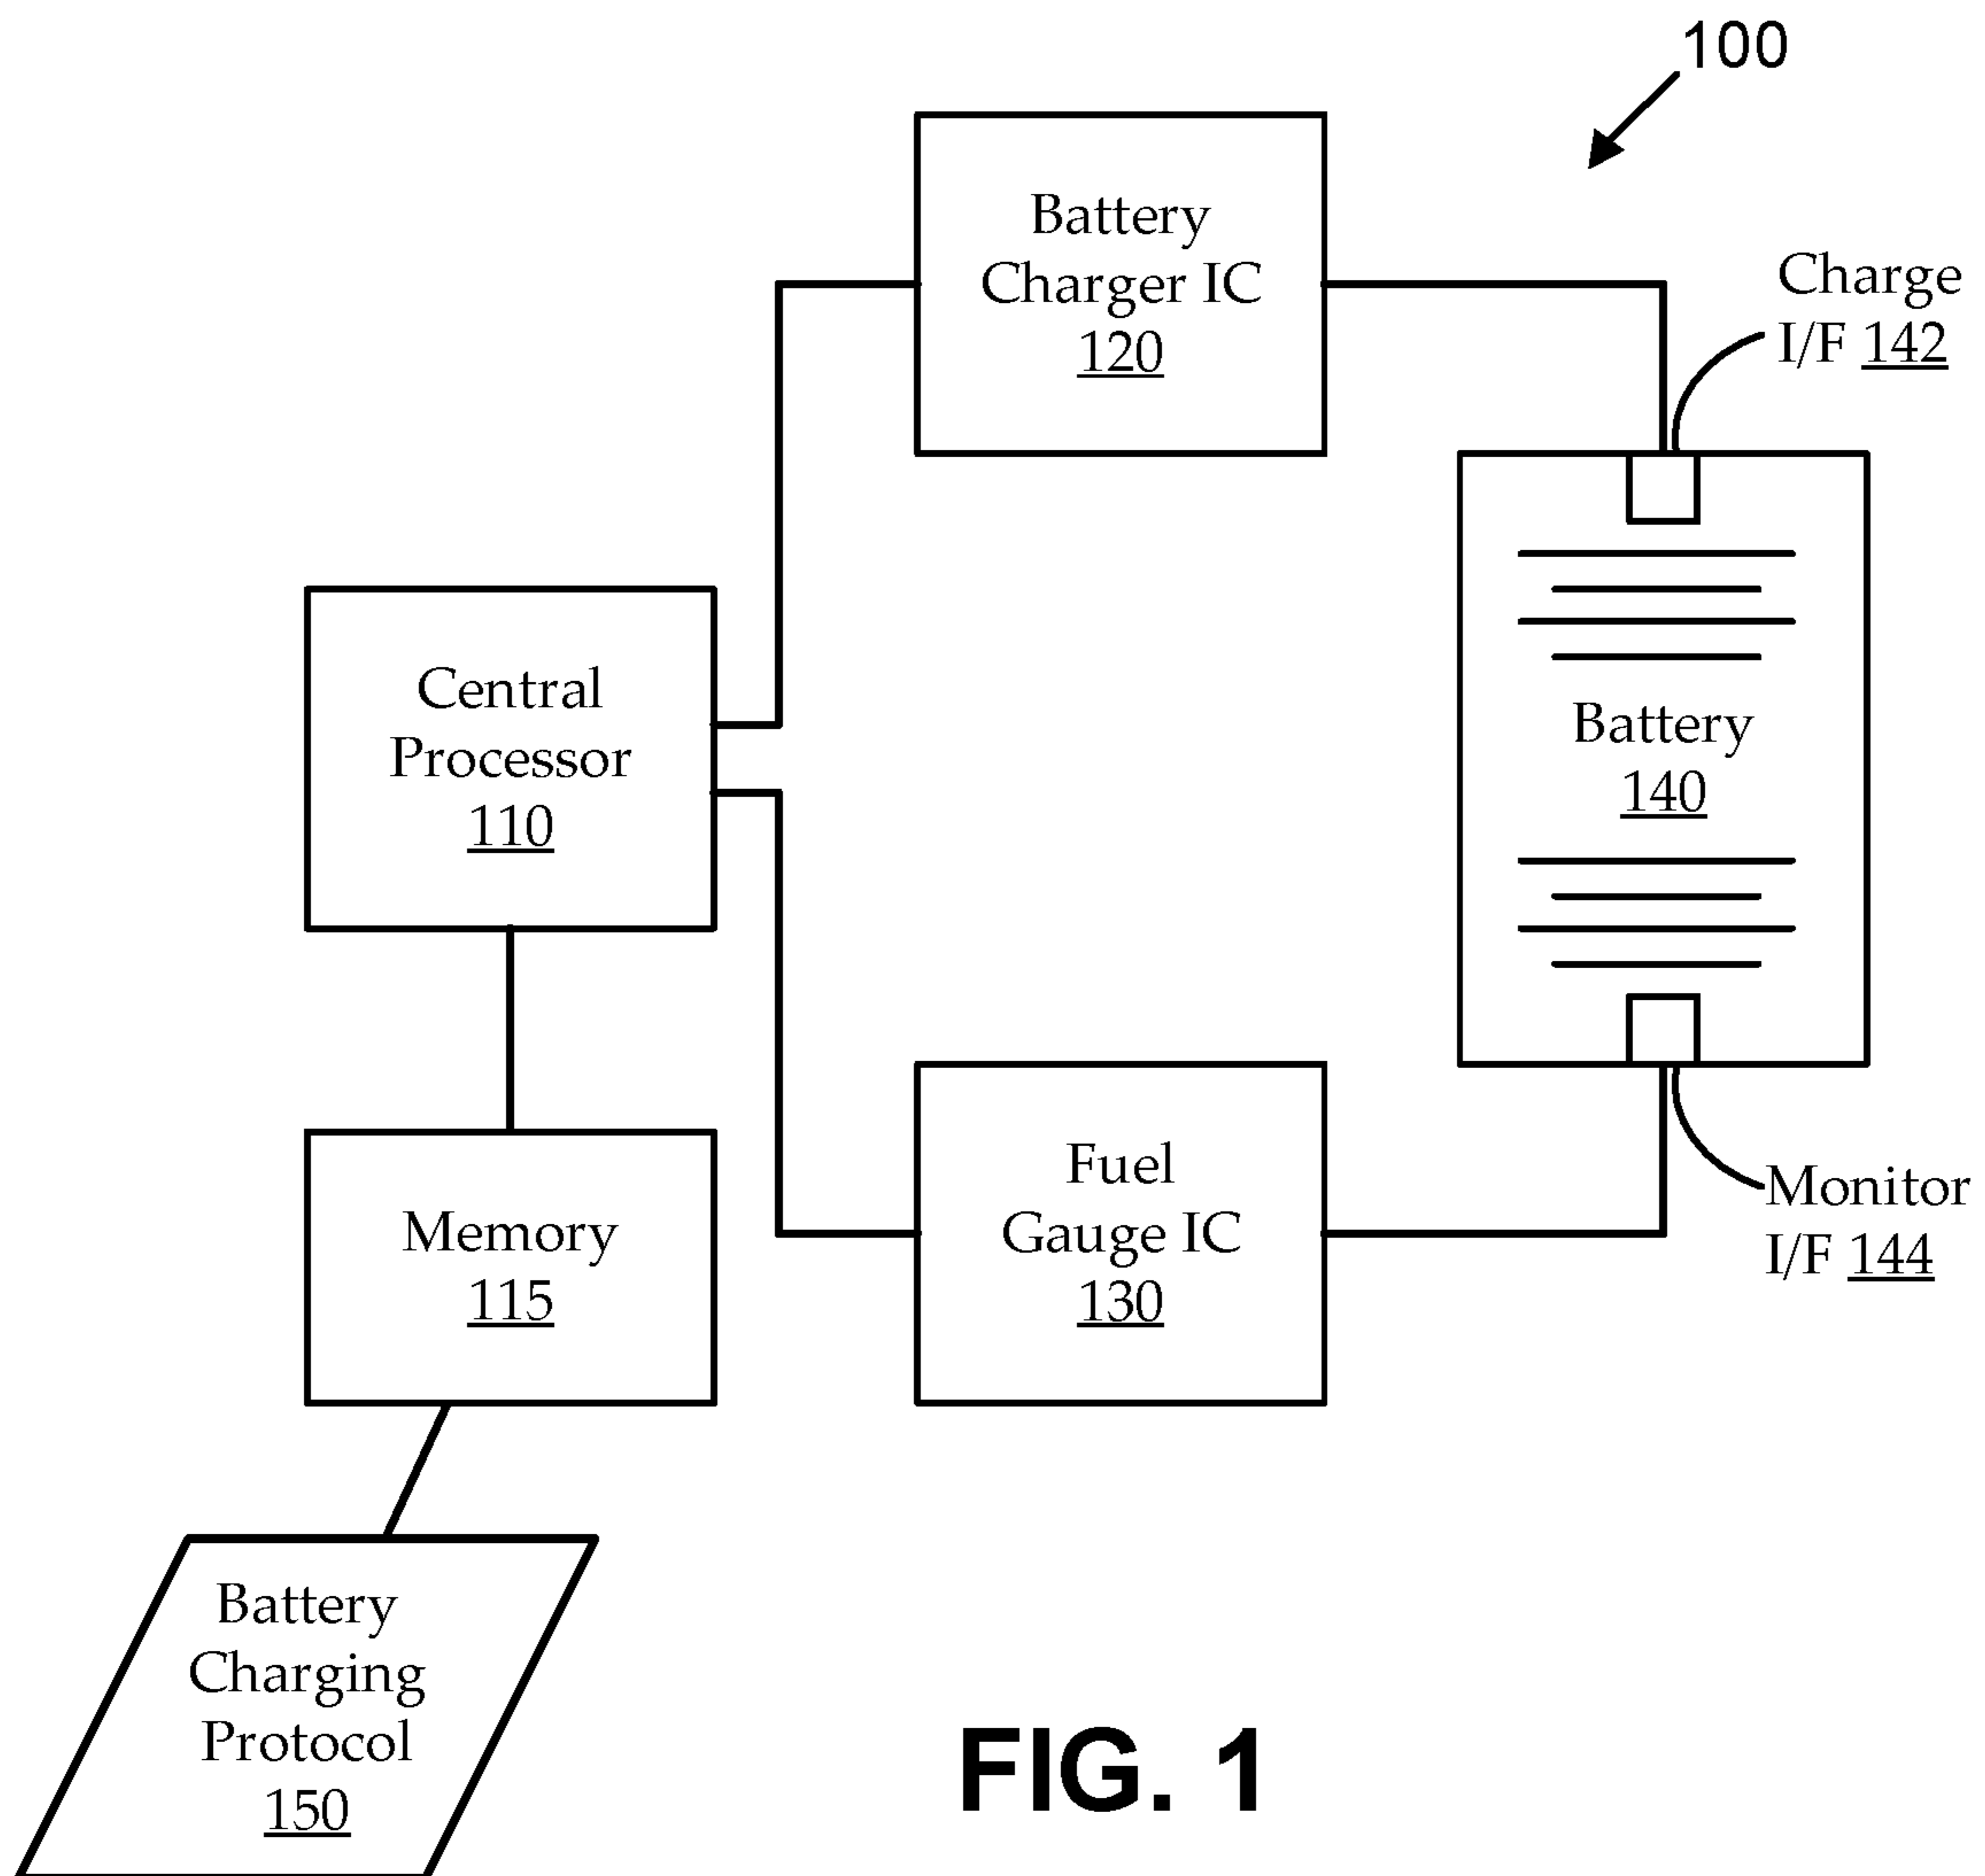 100
Battery
Charger IC
120
Charge
I/F 142
Central
Processor
110
Battery
140
Fuel
Gauge IC
130
Monitor
I/F 144
Memory
115
Battery
Charging
Protocol
150
FIG. 1